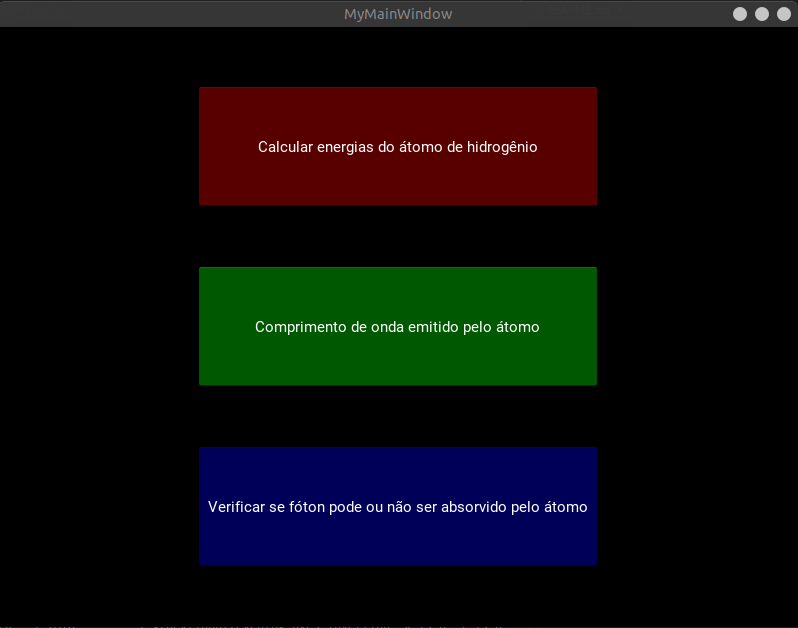 MyMainWindow
Calcular energias do átomo de hidrogênio
Comprimento de onda emitido pelo átomo
Verificar se fóton pode ou não ser absorvido pelo átomo